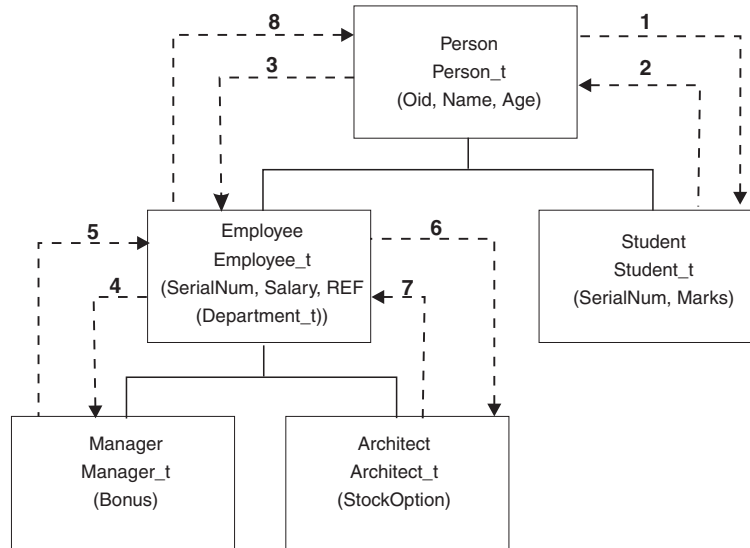 8
1
Person
3
2
Person_t
(Oid, Name, Age)
5
Employee
6
Student
Employee_t
Student_t
4
(SerialNum, Salary, REF
7
(SerialNum, Marks)
(Department_t))
Manager
Architect
Manager_t
Architect_t
(Bonus)
(StockOption)